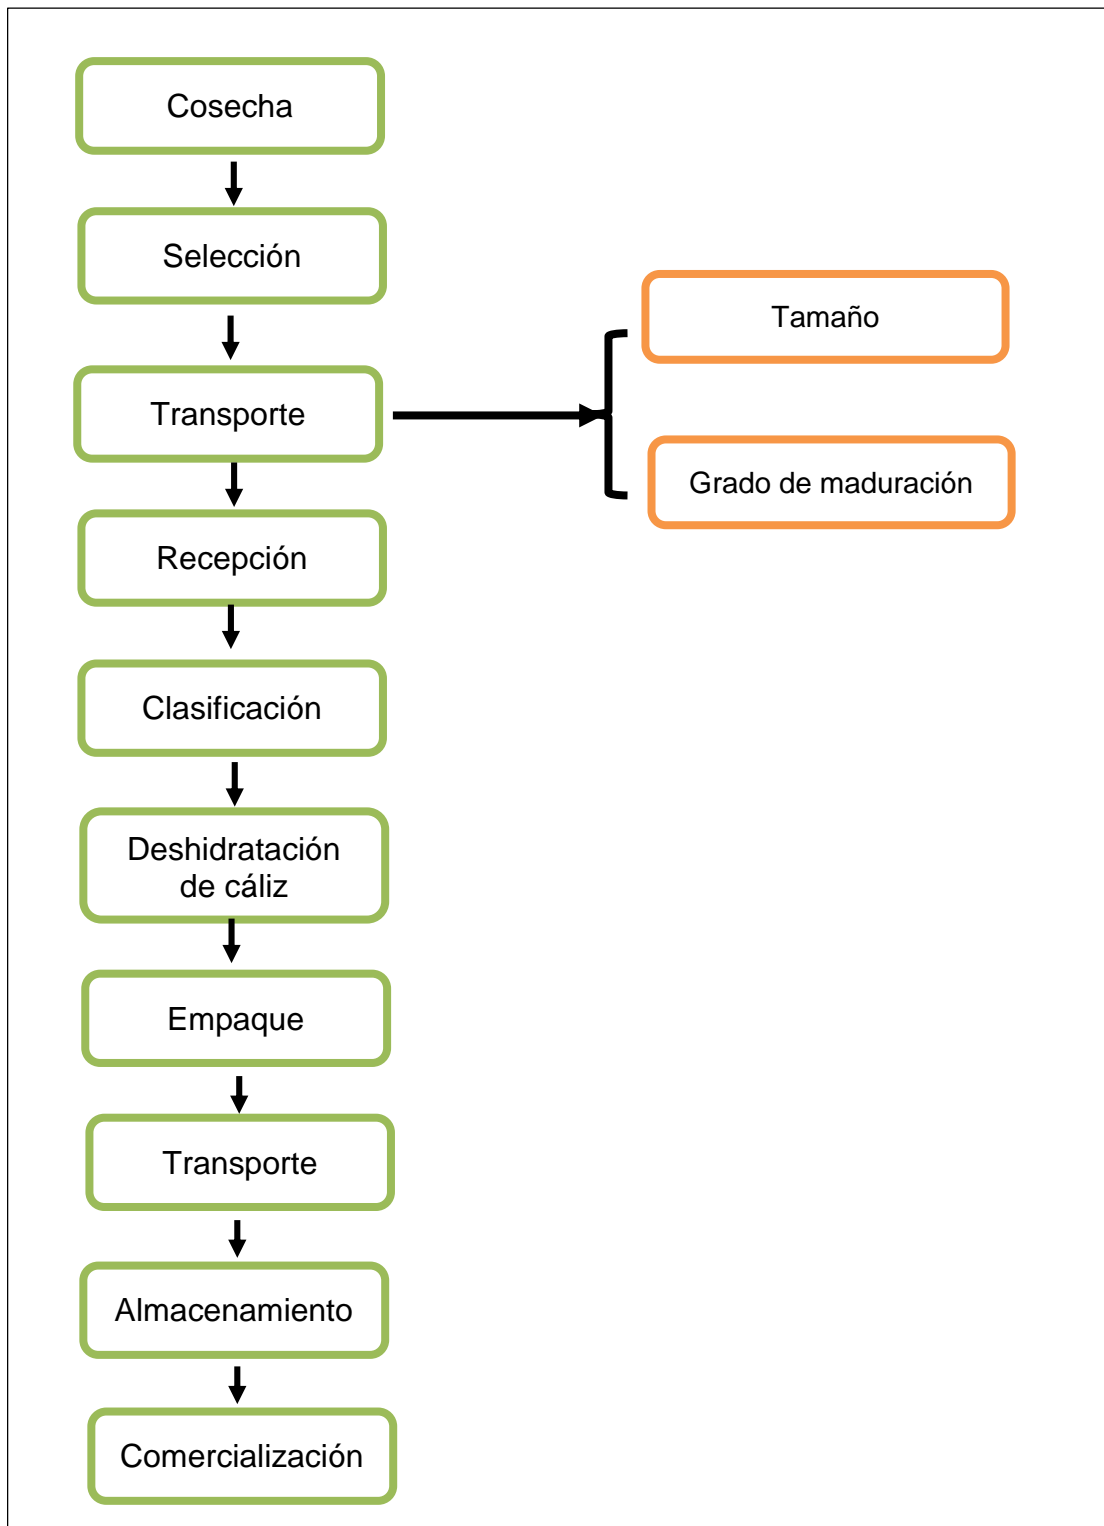 Cosecha
Selección
Transporte
Tamaño
Grado de maduración
Recepción
Clasificación
Deshidratación
de cáliz
Empaque
Transporte
Almacenamiento
Comercialización